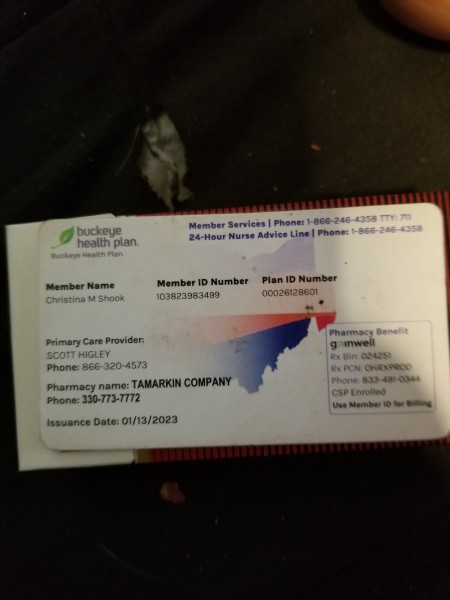 buckeye
health plan.
Buckeye Health Plan
Member Services | Phone: 1-866-246-4358 TTY: 711
24-Hour Nurse Advice Line | Phone: 1-866-246-4358
Member Name
Christina M Shook
Member ID Number
103823983499
Plan ID Number
00026128601
Primary Care Provider:
SCOTT HIGLEY
Phone: 866-320-4573
Pharmacy name: TAMARKIN COMPANY
Phone: 330-773-7772
Issuance Date: 01/13/2023
Pharmacy Benefit
gainwell
Rx Bin: 024251
Rx PCN: OHRXPROD
Phone: 833-491-0344
CSP Enrolled
Use Member ID for Billing